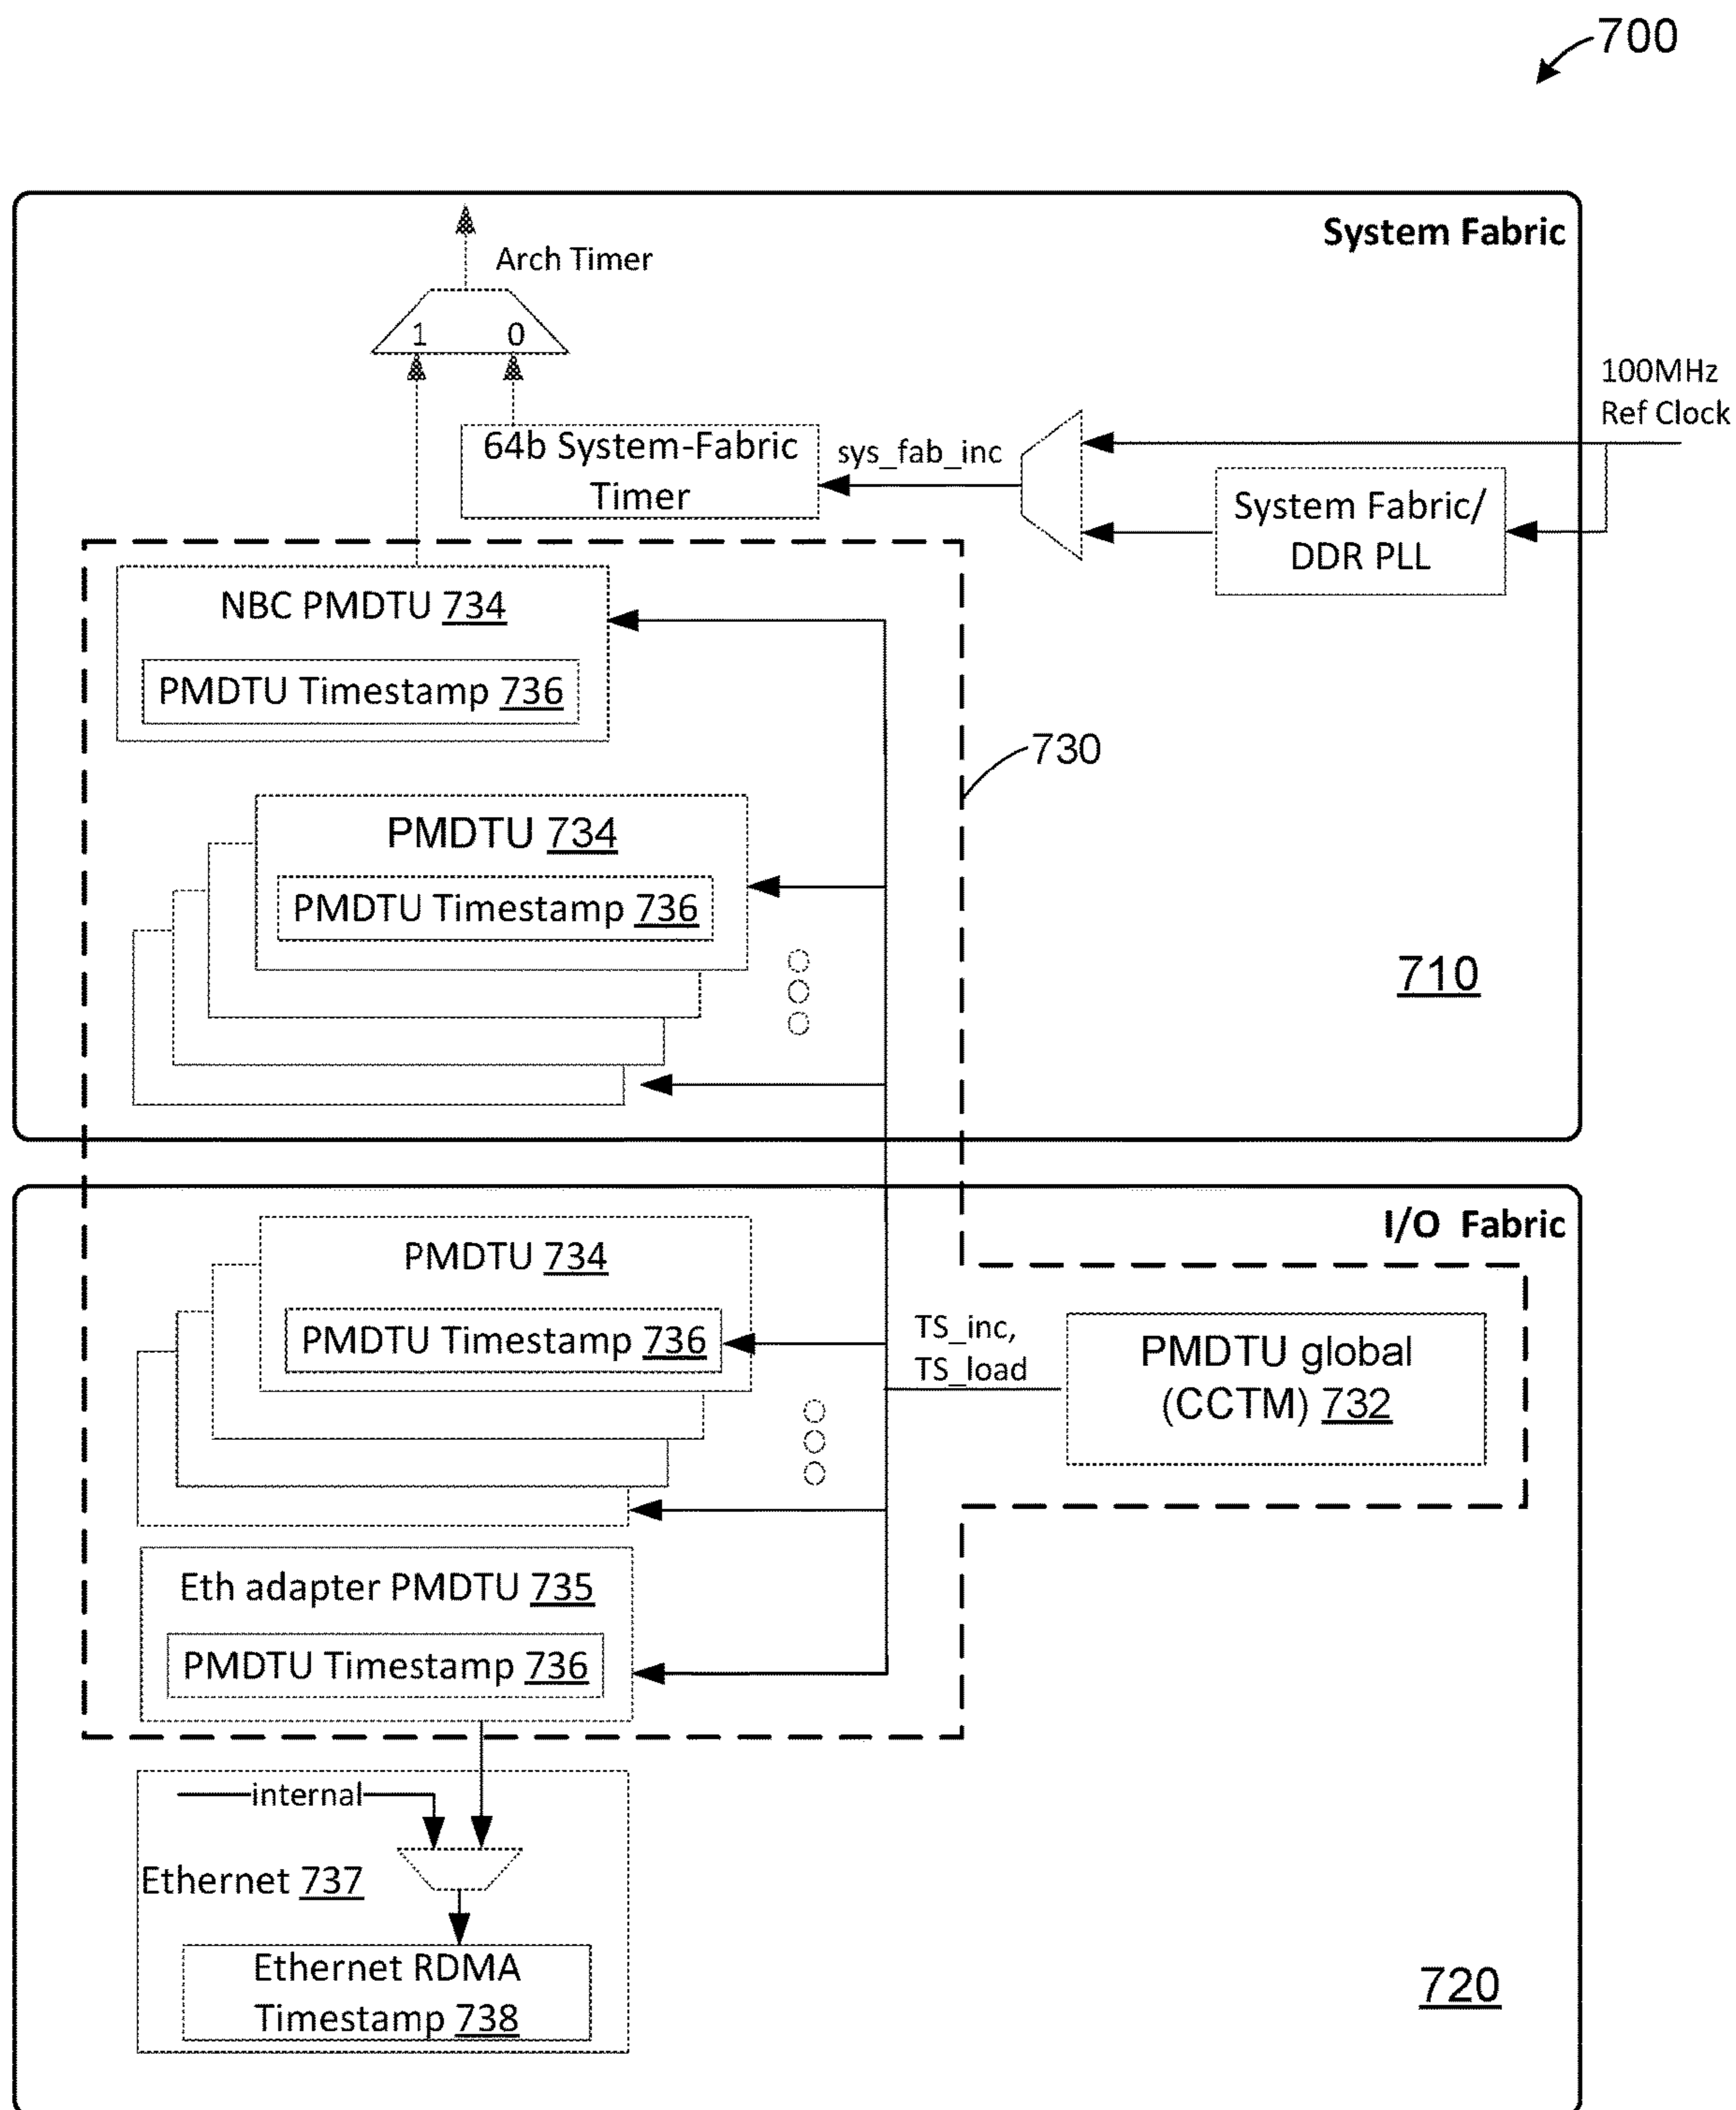 700
System Fabric
Arch Timer
1 0
100MHz
Ref Clock
64b System-Fabric
Timer
sys_fab_inc
System Fabric/
DDR PLL
NBC PMDTU 734
PMDTU Timestamp 736
730
PMDTU 734
PMDTU Timestamp 736
710
I/O Fabric
PMDTU 734
PMDTU Timestamp 736
TS_inc,
TS_load
PMDTU global
(CCTM) 732
Eth adapter PMDTU 735
PMDTU Timestamp 736
internal
Ethernet 737
Ethernet RDMA
Timestamp 738
720